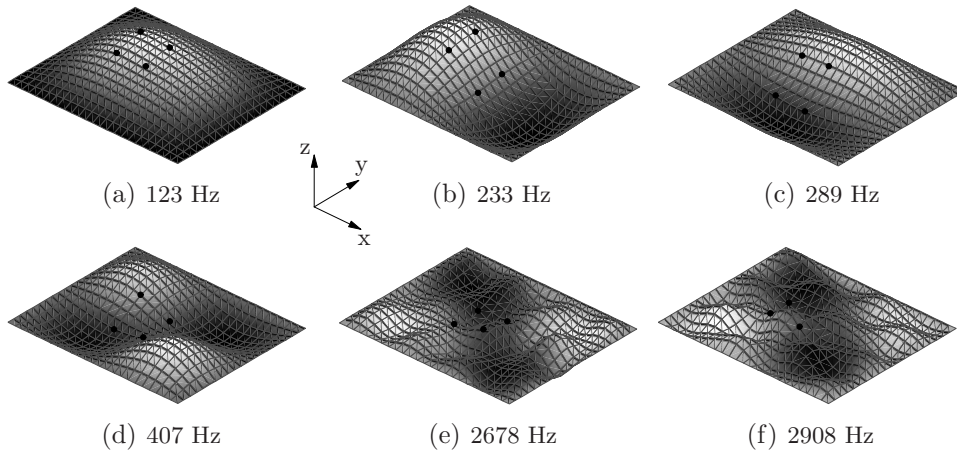 z
y
x
(a) 123 Hz
(b) 233 Hz
(c) 289 Hz
(d) 407 Hz
(e) 2678 Hz
(f) 2908 Hz